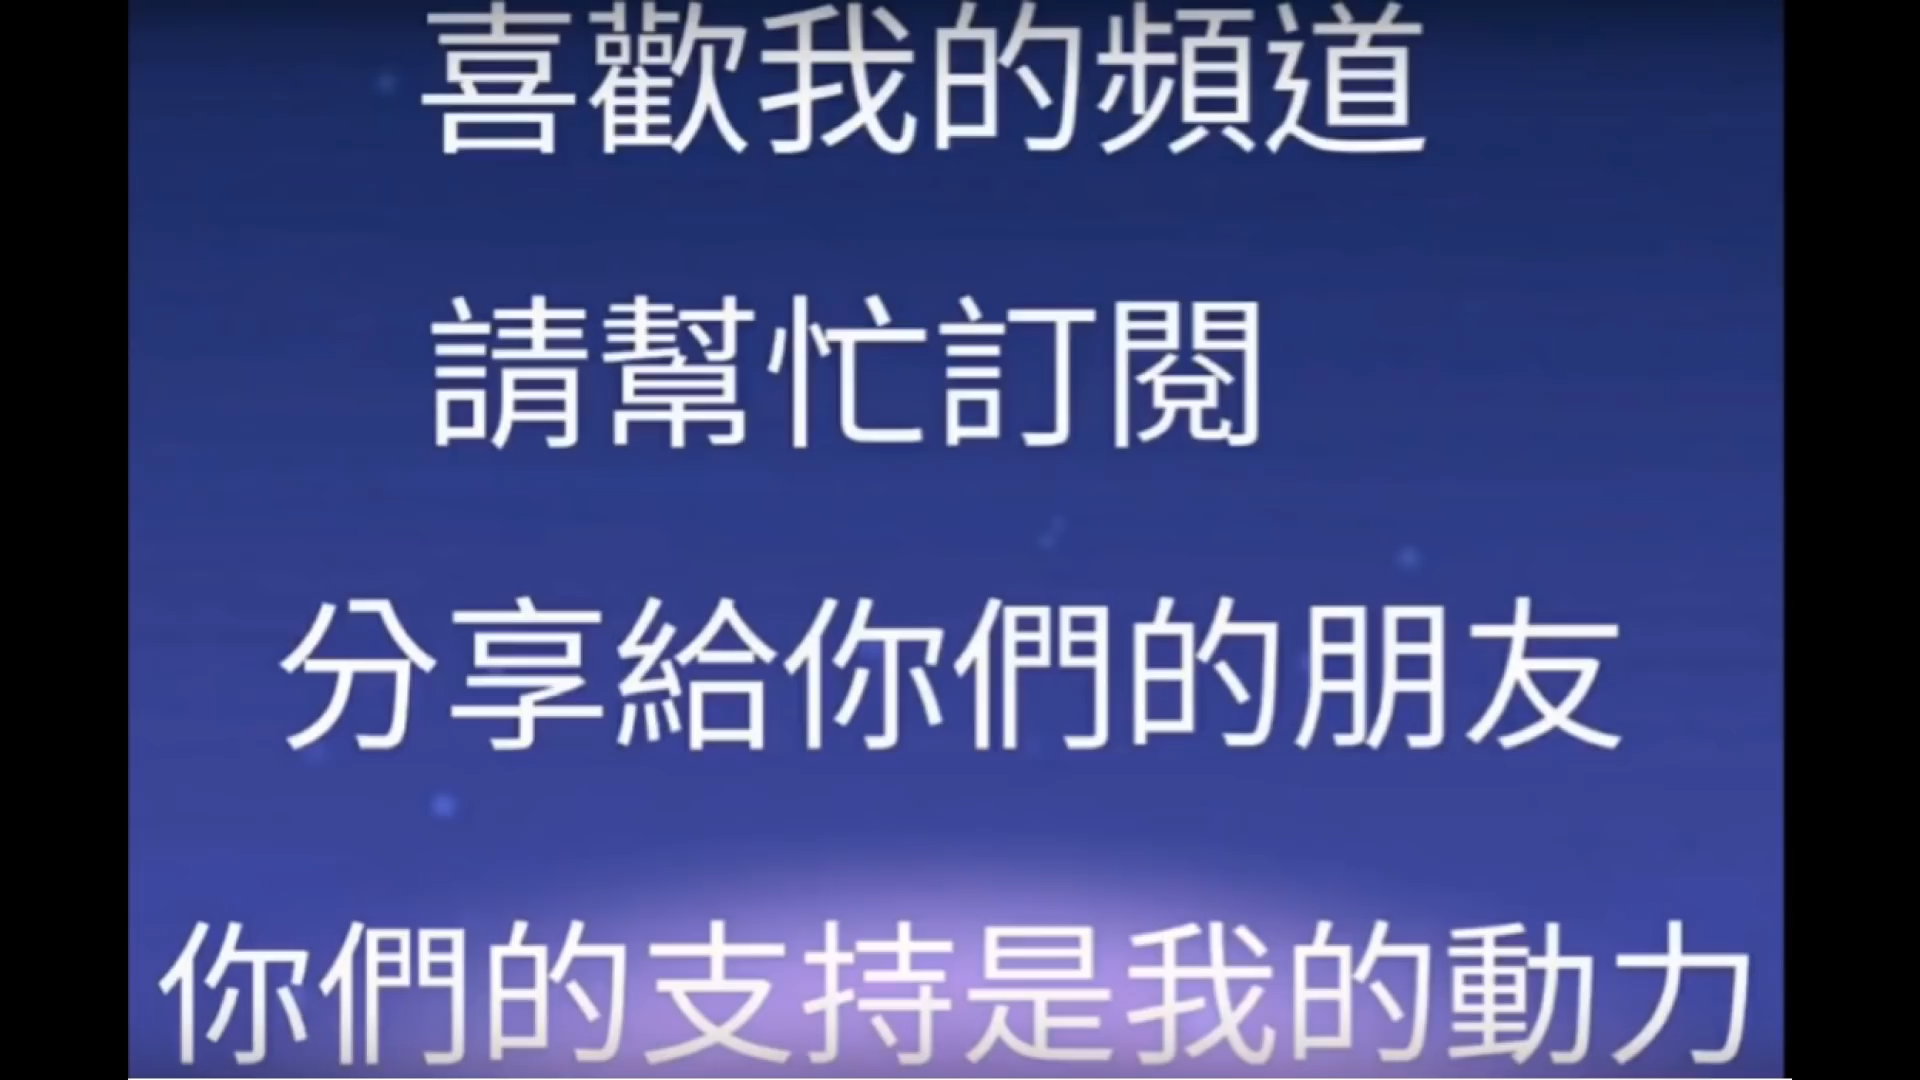 喜歡我的頻道
請幫忙訂閱
分享給你們的朋友
你們的支持是我的動力